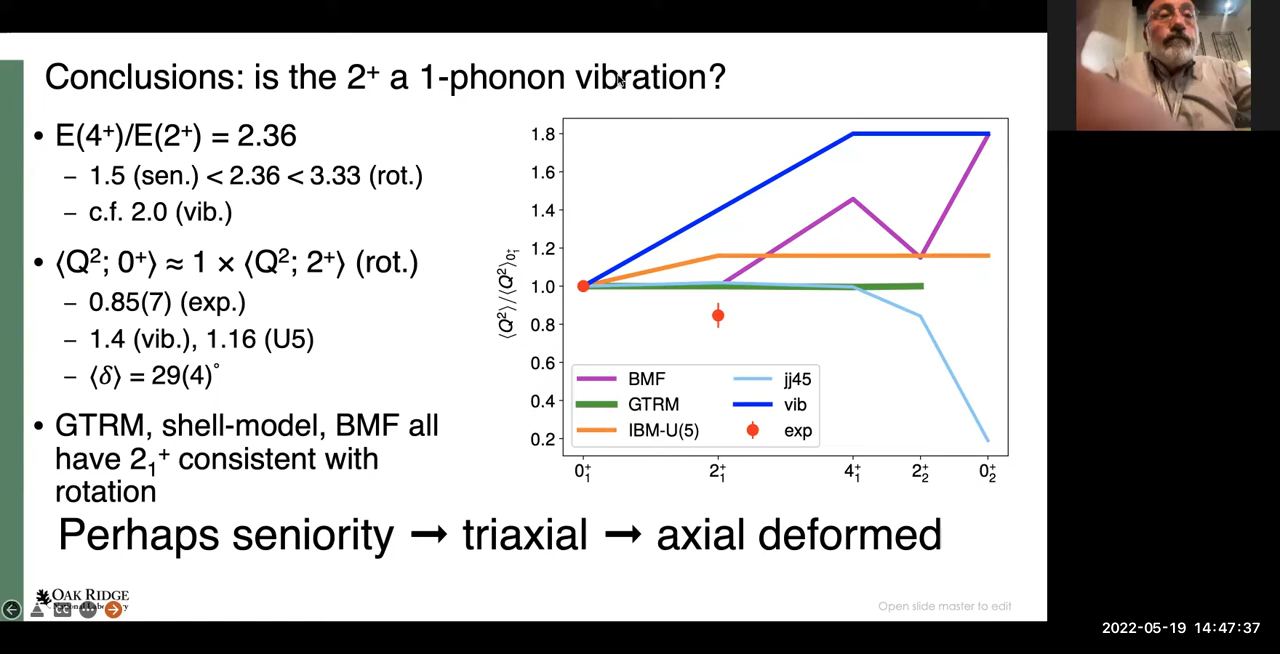 Conclusions: is the 2⁺ a 1-phonon vibration?
• E(4⁺)/E(2⁺) = 2.36
– 1.5 (sen.) < 2.36 < 3.33 (rot.)
– c.f. 2.0 (vib.)
• ⟨Q²; 0⁺⟩ ≈ 1 × ⟨Q²; 2⁺⟩ (rot.)
– 0.85(7) (exp.)
– 1.4 (vib.), 1.16 (U5)
– ⟨δ⟩ = 29(4)°
• GTRM, shell-model, BMF all
have 2₁⁺ consistent with
rotation
⟨Q²⟩/⟨Q²⟩0₁⁺
1.8
1.6
1.4
1.2
1.0
0.8
0.6
0.4
0.2
BMF
GTRM
IBM-U(5)
jj45
vib
exp
0₁⁺ 2₁⁺ 4₁⁺ 2₂⁺ 0₂⁺
Perhaps seniority → triaxial → axial deformed
OAK RIDGE
National Laboratory
CC
Open slide master to edit
2022-05-19 14:47:37